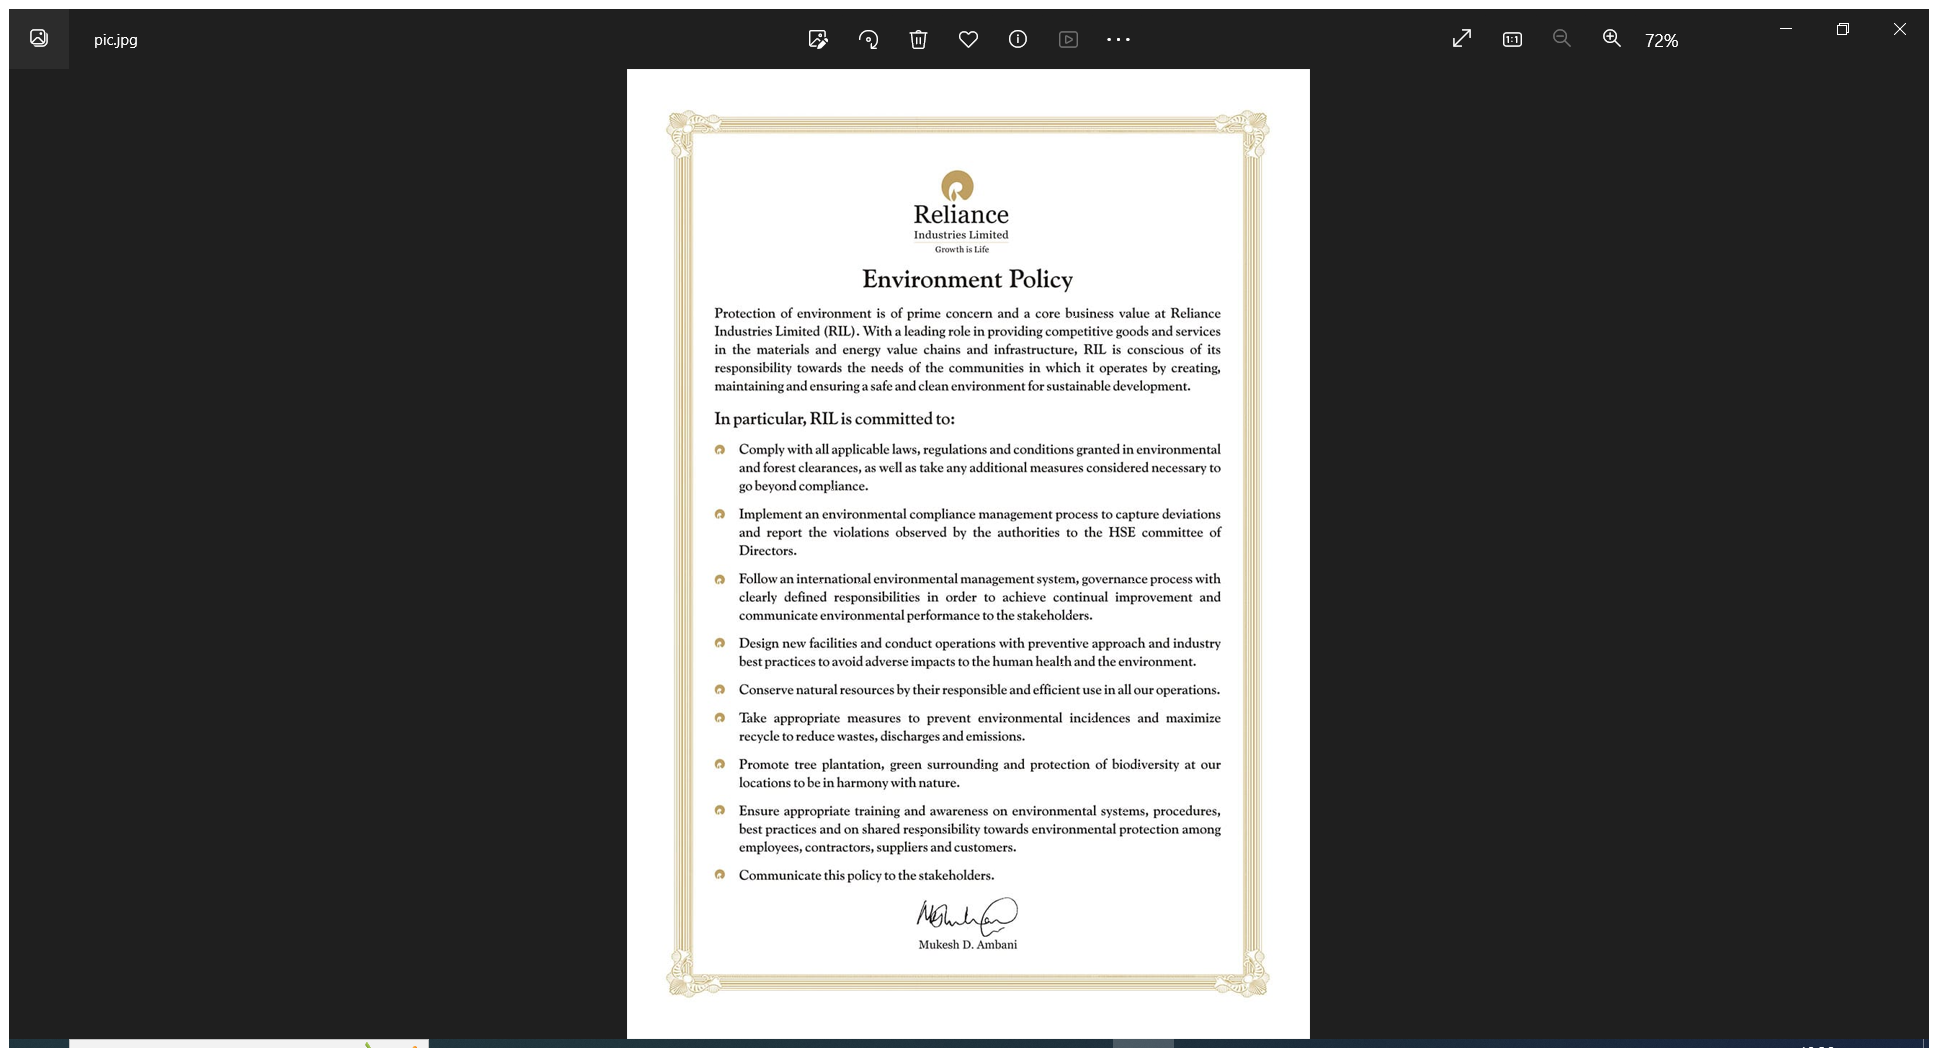 pic.jpg
1:1
72%
Reliance
Industries Limited
Growth is Life
Environment Policy
Protection of environment is of prime concern and a core business value at Reliance
Industries Limited (RIL). With a leading role in providing competitive goods and services
in the materials and energy value chains and infrastructure, RIL is conscious of its
responsibility towards the needs of the communities in which it operates by creating,
maintaining and ensuring a safe and clean environment for sustainable development.
In particular, RIL is committed to:
Comply with all applicable laws, regulations and conditions granted in environmental
and forest clearances, as well as take any additional measures considered necessary to
go beyond compliance.
Implement an environmental compliance management process to capture deviations
and report the violations observed by the authorities to the HSE committee of
Directors.
Follow an international environmental management system, governance process with
clearly defined responsibilities in order to achieve continual improvement and
communicate environmental performance to the stakeholders.
Design new facilities and conduct operations with preventive approach and industry
best practices to avoid adverse impacts to the human health and the environment.
Conserve natural resources by their responsible and efficient use in all our operations.
Take appropriate measures to prevent environmental incidences and maximize
recycle to reduce wastes, discharges and emissions.
Promote tree plantation, green surrounding and protection of biodiversity at our
locations to be in harmony with nature.
Ensure appropriate training and awareness on environmental systems, procedures,
best practices and on shared responsibility towards environmental protection among
employees, contractors, suppliers and customers.
Communicate this policy to the stakeholders.
Mukesh D. Ambani